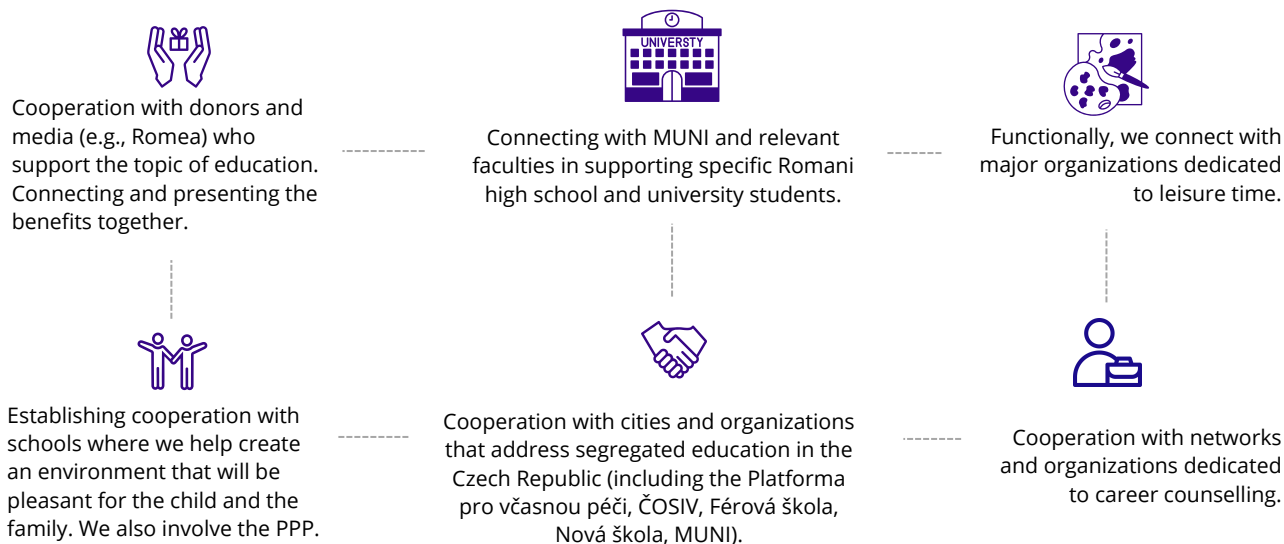 Cooperation with donors and
media (e.g., Romea) who
support the topic of education.
Connecting and presenting the
benefits together.
UNIVERSTY
Connecting with MUNI and relevant
faculties in supporting specific Romani
high school and university students.
Functionally, we connect with
major organizations dedicated
to leisure time.
Establishing cooperation with
schools where we help create
an environment that will be
pleasant for the child and the
family. We also involve the PPP.
Cooperation with cities and organizations
that address segregated education in the
Czech Republic (including the Platforma
pro včasnou péči, ČOSIV, Férová škola,
Nová škola, MUNI).
Cooperation with networks
and organizations dedicated
to career counselling.